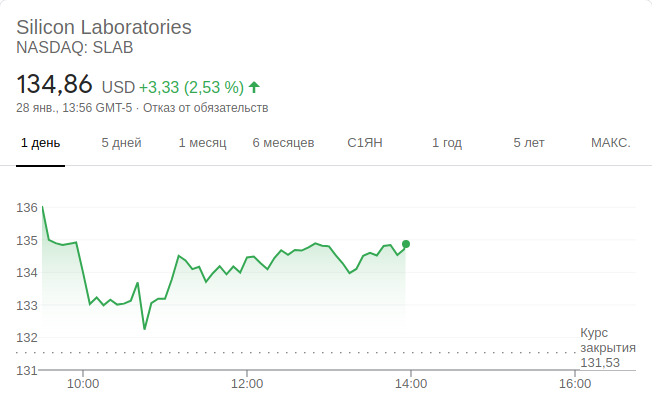 Silicon Laboratories
NASDAQ: SLAB
134,86 USD +3,33 (2,53 %)
28 янв., 13:56 GMT-5 · Отказ от обязательств
1 день 5 дней 1 месяц 6 месяцев С1ЯН 1 год 5 лет МАКС.
136
135
134
133
132
Курс
закрытия
131,53
131
10:00 12:00 14:00 16:00